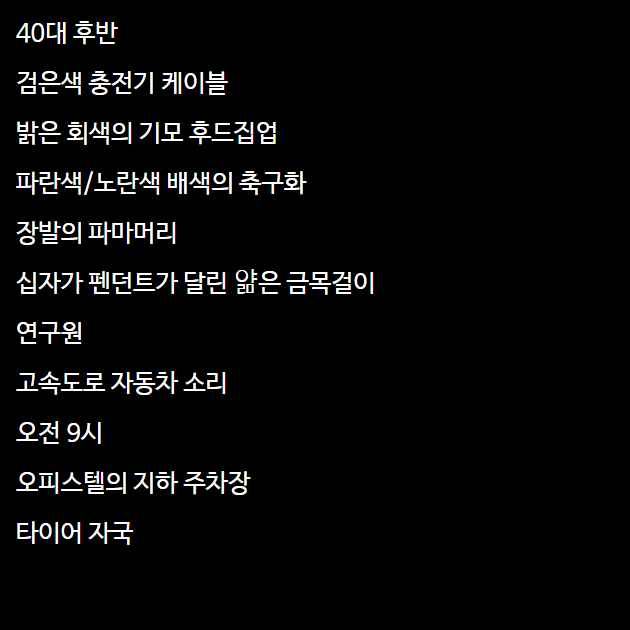 40대 후반
검은색 충전기 케이블
밝은 회색의 기모 후드집업
파란색/노란색 배색의 축구화
장발의 파마머리
십자가 펜던트가 달린 얊은 금목걸이
연구원
고속도로 자동차 소리
오전 9시
오피스텔의 지하 주차장
타이어 자국